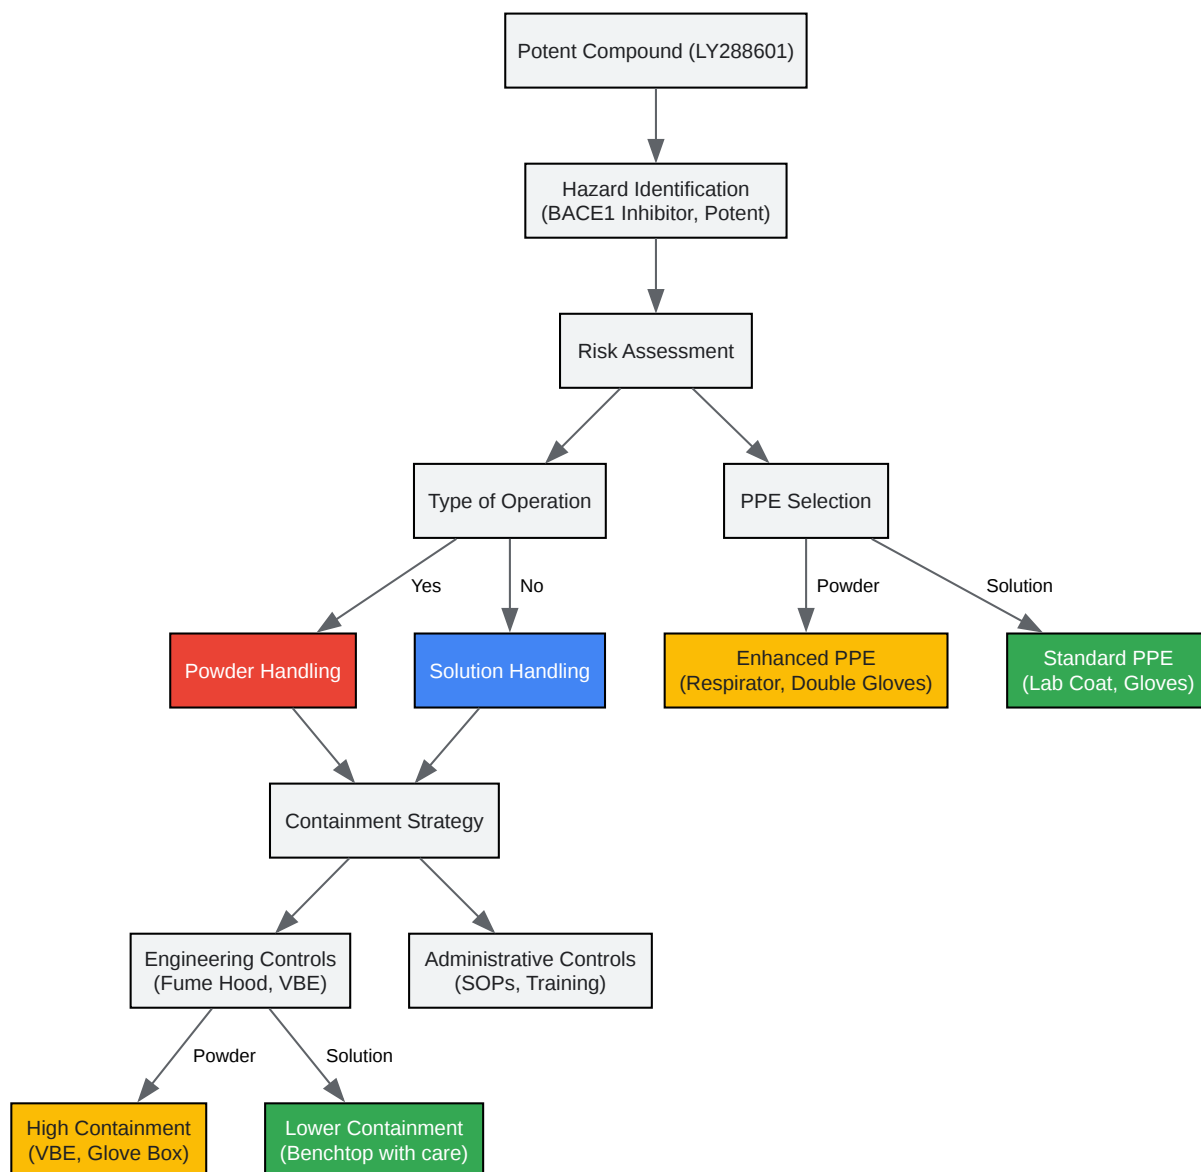 Potent Compound (LY288601)
Hazard Identification
(BACE1 Inhibitor, Potent)
Risk Assessment
Type of Operation
PPE Selection
Yes
No
Powder
Solution
Powder Handling
Solution Handling
Enhanced PPE
(Respirator, Double Gloves)
Standard PPE
(Lab Coat, Gloves)
Containment Strategy
Engineering Controls
(Fume Hood, VBE)
Administrative Controls
(SOPs, Training)
Powder
Solution
High Containment
(VBE, Glove Box)
Lower Containment
(Benchtop with care)